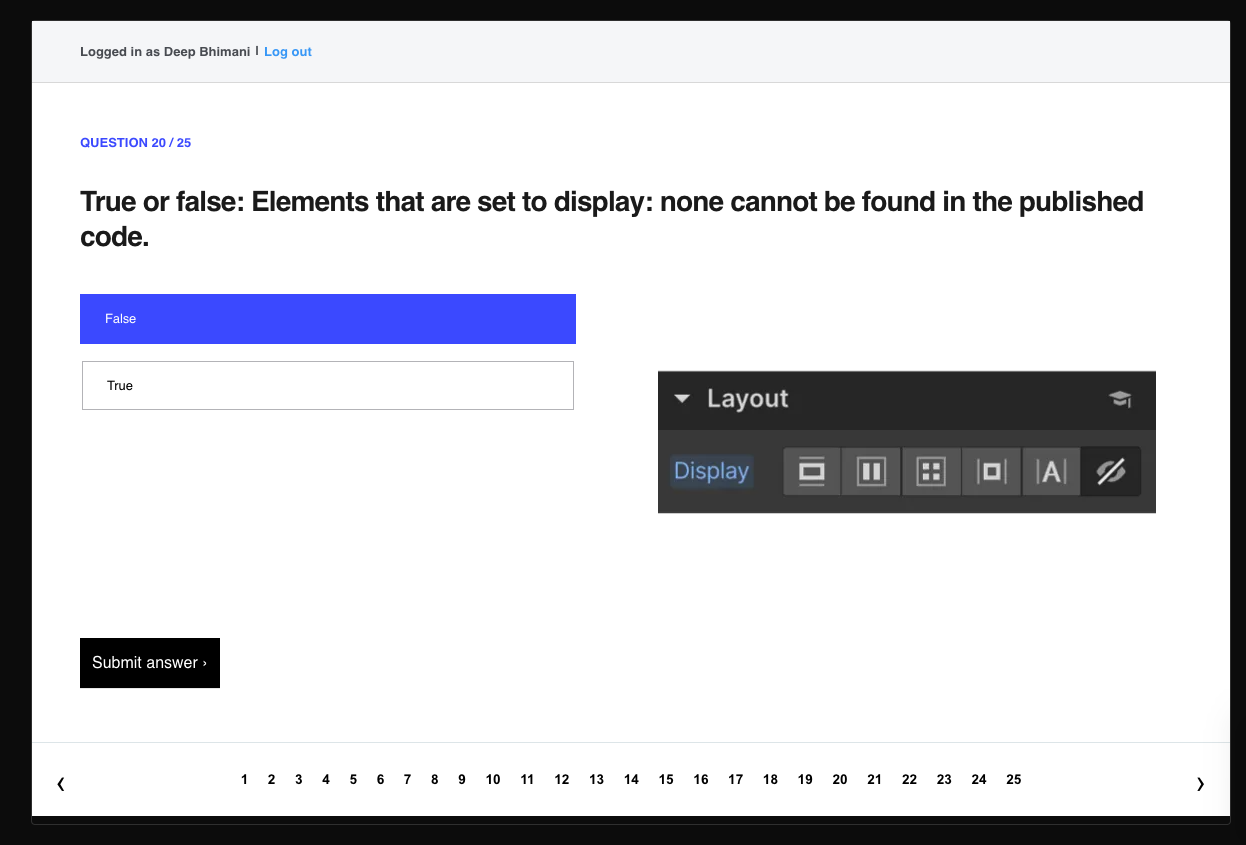 Logged in as Deep Bhimani | Log out
QUESTION 20 / 25
True or false: Elements that are set to display: none cannot be found in the published
code.
False
True
Layout
Display
A
Submit answer ›
‹ 1 2 3 4 5 6 7 8 9 10 11 12 13 14 15 16 17 18 19 20 21 22 23 24 25 ›